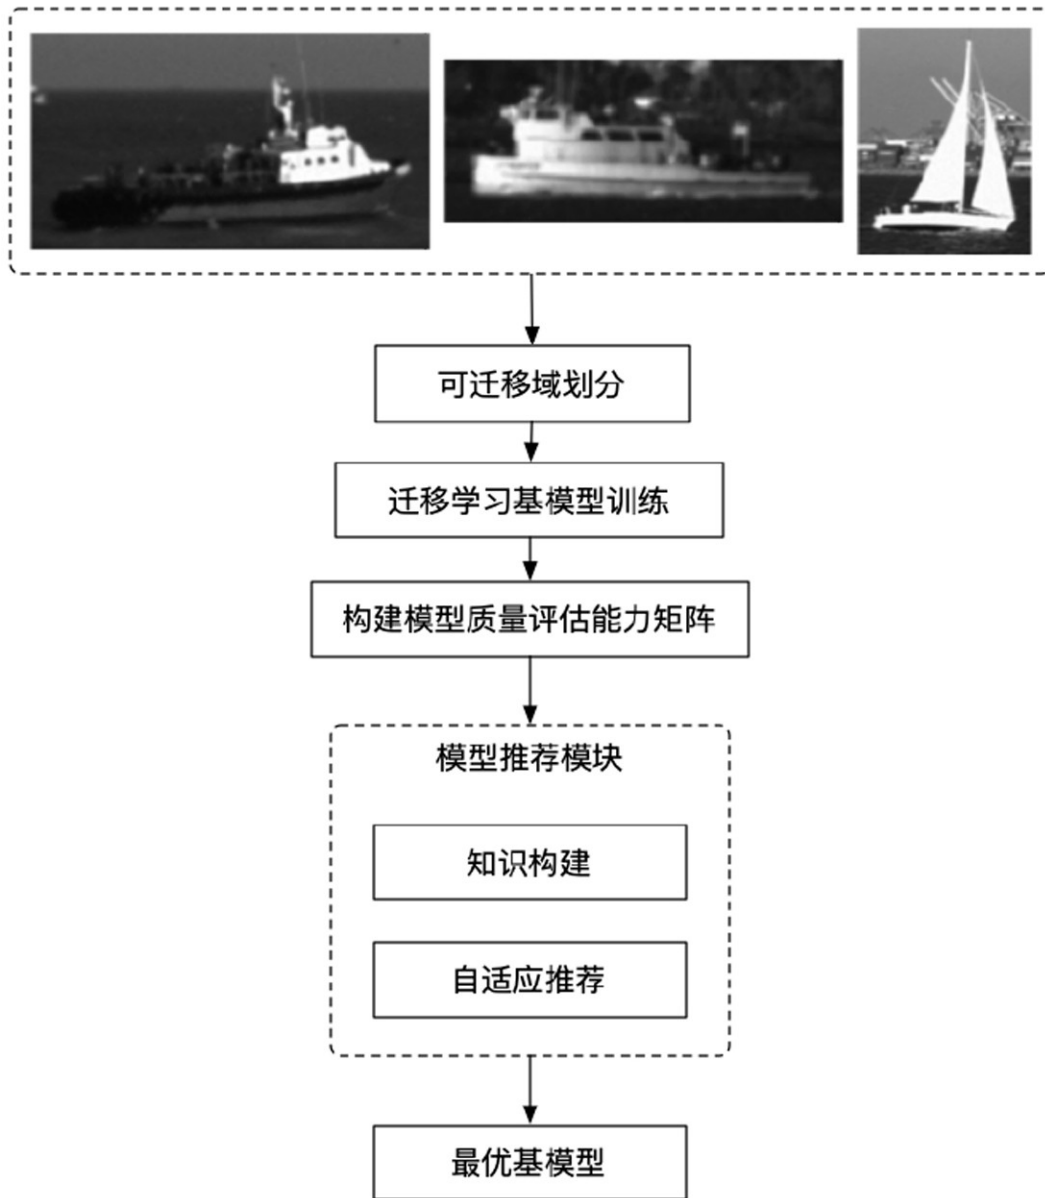 可迁移域划分
迁移学习基模型训练
构建模型质量评估能力矩阵
模型推荐模块
知识构建
自适应推荐
最优基模型